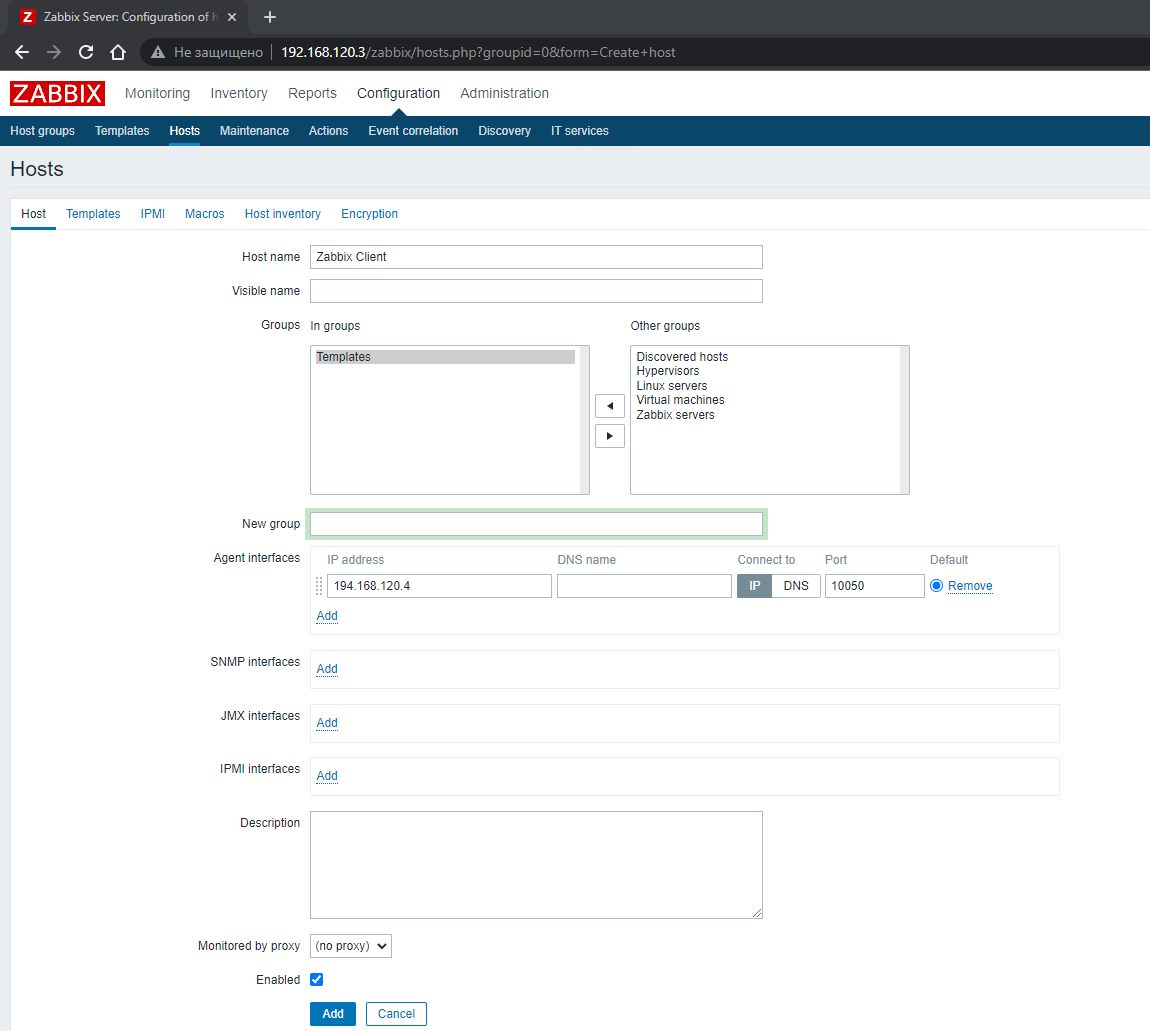 Z Zabbix Server: Configuration of h
Не защищено 192.168.120.3/zabbix/hosts.php?groupid=0&form=Create+host
ZABBIX Monitoring Inventory Reports Configuration Administration
Host groups Templates Hosts Maintenance Actions Event correlation Discovery IT services
Hosts
Host Templates IPMI Macros Host inventory Encryption
Host name Zabbix Client
Visible name
Groups In groups Other groups
Templates Discovered hosts
Hypervisors
Linux servers
Virtual machines
Zabbix servers
New group
Agent interfaces IP address DNS name Connect to Port Default
194.168.120.4 IP DNS 10050 Remove
Add
SNMP interfaces Add
JMX interfaces Add
IPMI interfaces Add
Description
Monitored by proxy (no proxy)
Enabled
Add Cancel